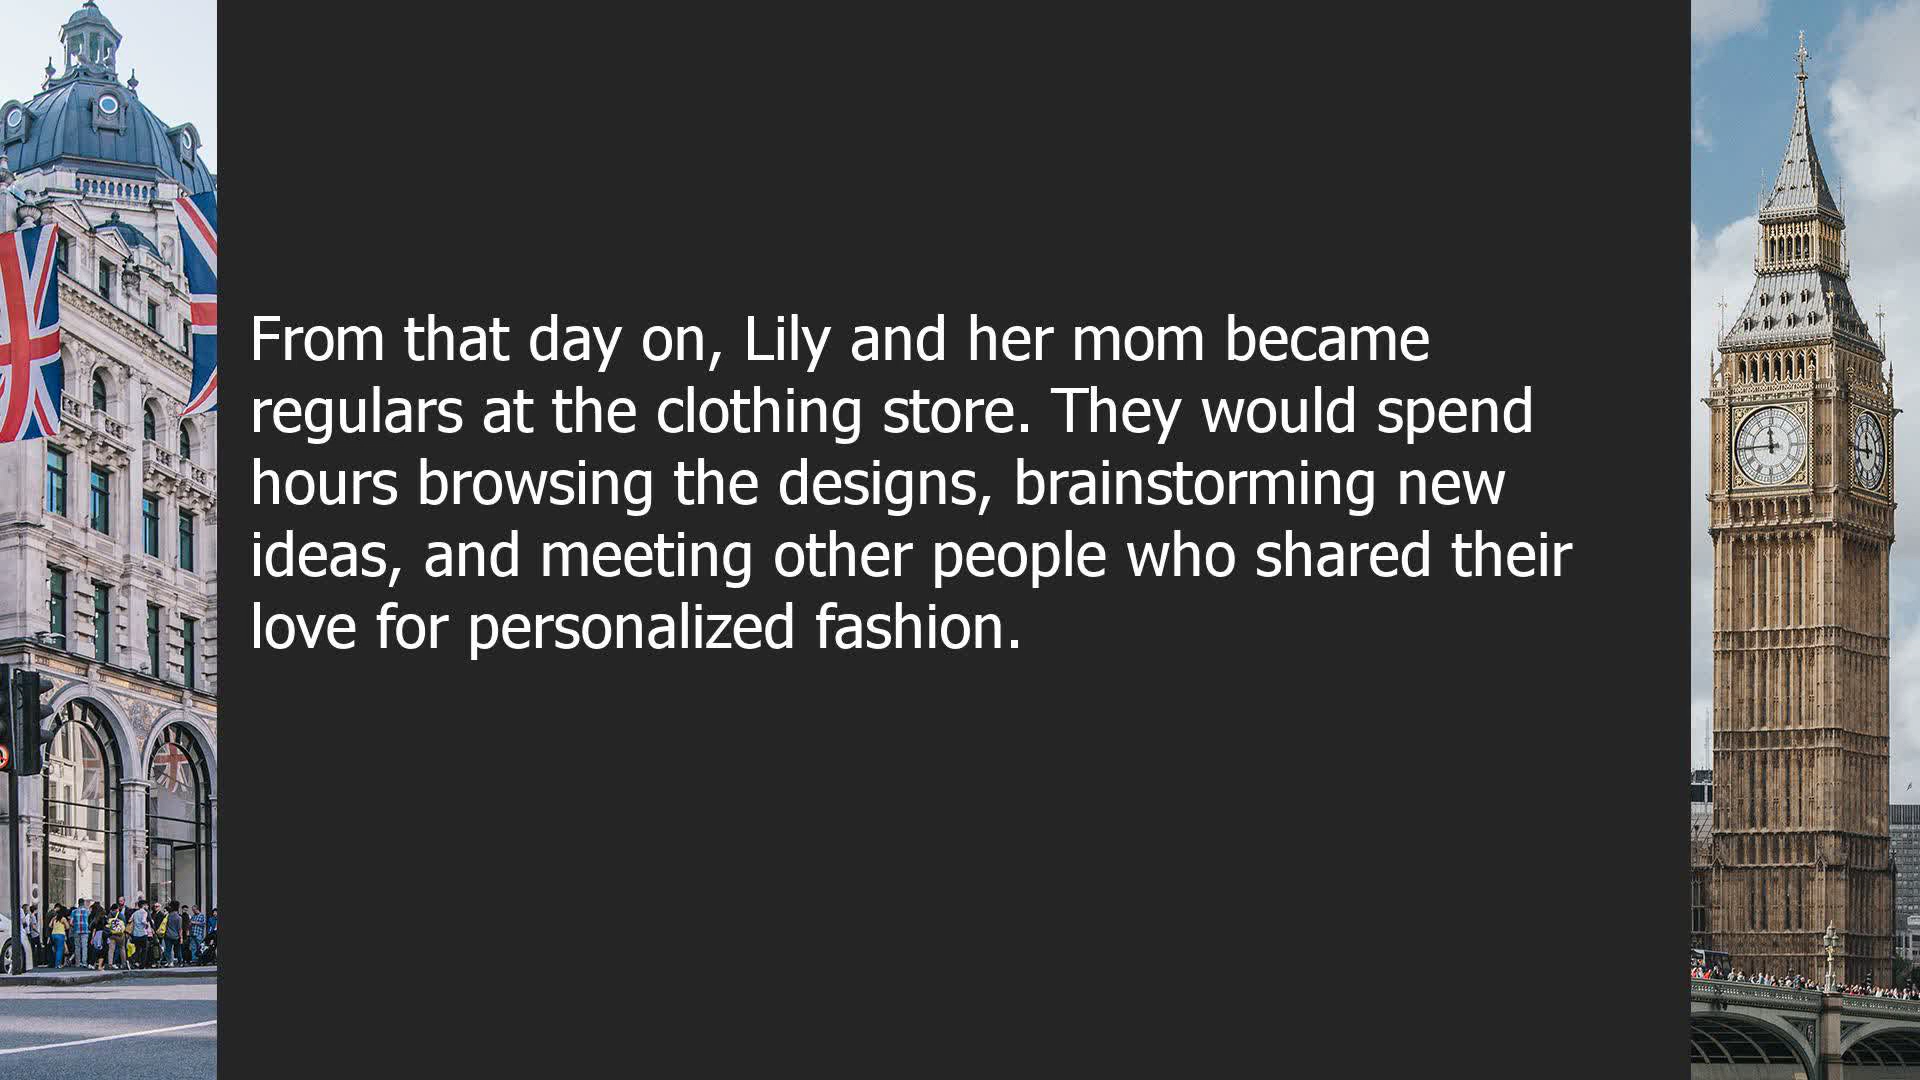 From that day on, Lily and her mom became
regulars at the clothing store. They would spend
hours browsing the designs, brainstorming new
ideas, and meeting other people who shared their
love for personalized fashion.